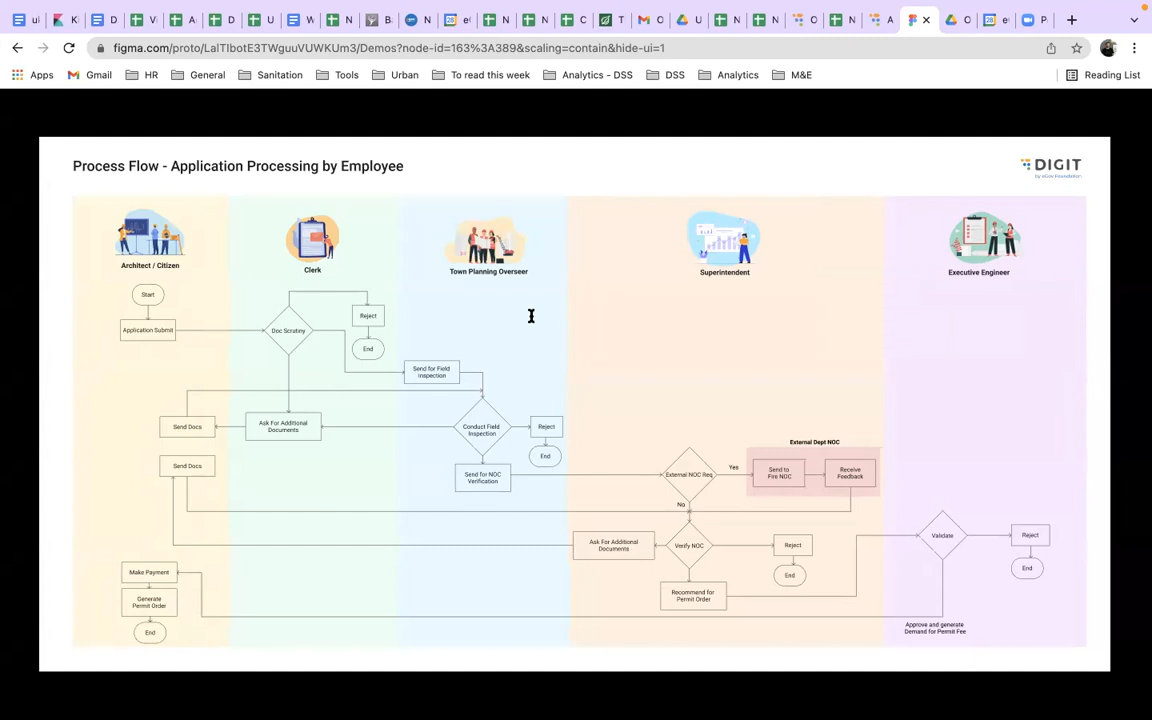 figma.com/proto/LalTlbotE3TWguuVUWKUm3/Demos?node-id=163%3A389&scaling=contain&hide-ui=1
Apps Gmail HR General Sanitation Tools Urban To read this week Analytics - DSS DSS Analytics M&E Reading List
Process Flow - Application Processing by Employee
DIGIT
by eGov Foundation
Architect / Citizen
Clerk
Town Planning Overseer
Superintendent
Executive Engineer
Start
Application Submit
Doc Scrutiny
Reject
End
Send for Field
inspection
Send Docs
Ask For Additional
Documents
Conduct Field
Inspection
Reject
End
Send for NOC
Verification
Send Docs
External NOC Req
Yes
No
External Dept NOC
Send to
Fire NOC
Receive
Feedback
Ask For Additional
Documents
Verify NOC
Reject
End
Recommend for
Permit Order
Validate
Reject
End
Approve and generate
Demand for Permit Fee
Make Payment
Generate
Permit Order
End